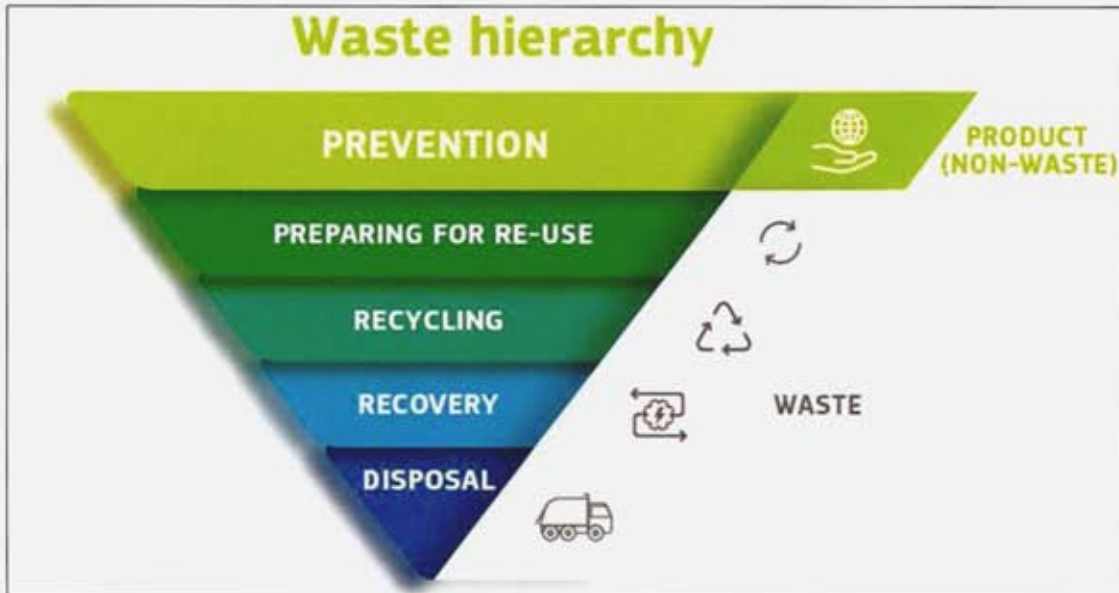 Waste hierarchy
PREVENTION
PRODUCT
(NON-WASTE)
PREPARING FOR RE-USE
RECYCLING
RECOVERY
WASTE
DISPOSAL